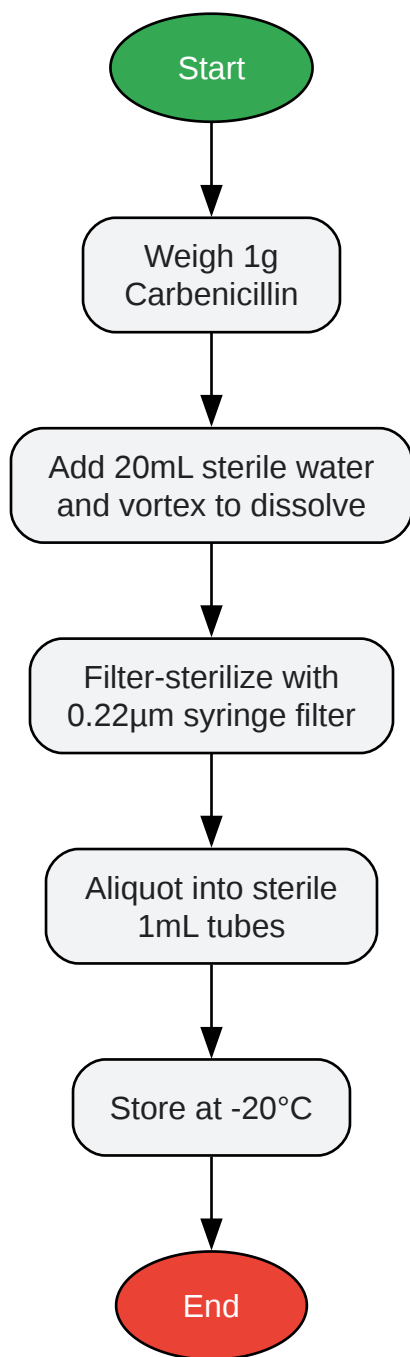 Start
Weigh 1g
Carbenicillin
Add 20mL sterile water
and vortex to dissolve
Filter-sterilize with
0.22µm syringe filter
Aliquot into sterile
1mL tubes
Store at -20°C
End